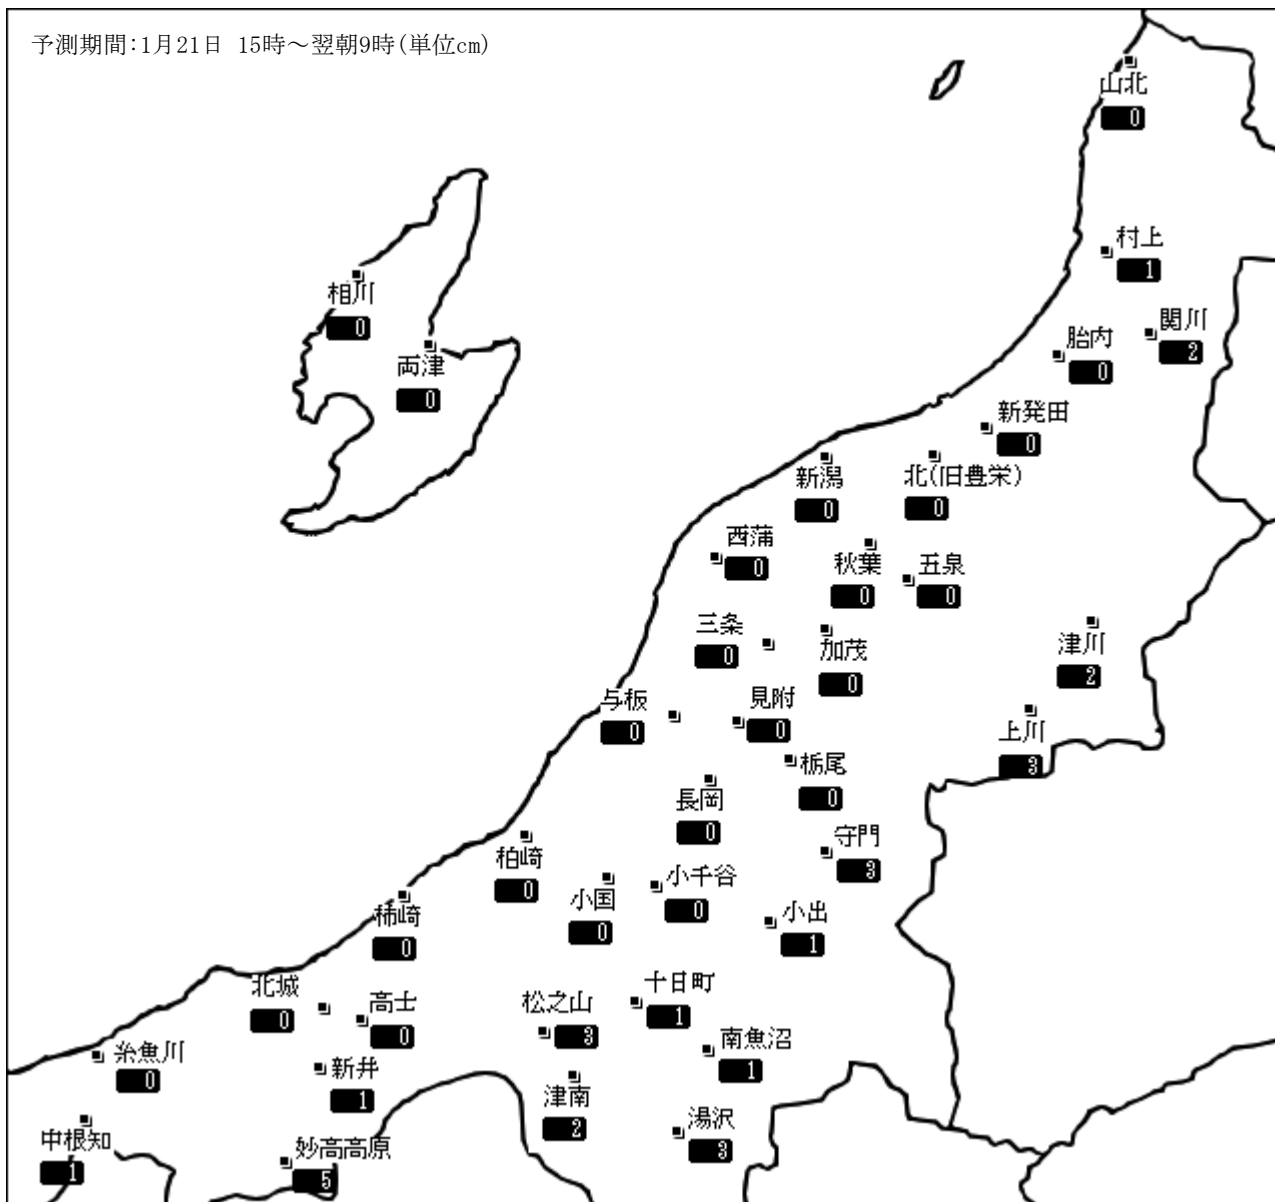 予測期間:1月21日 15時～翌朝9時(単位cm)
山北
0
村上
1
相川
0
関川
2
胎内
0
両津
0
新発田
0
新潟
0
北(旧豊栄)
0
西蒲
0
秋葉
0
五泉
0
三条
0
加茂
0
津川
2
与板
0
見附
0
上川
3
栃尾
0
長岡
0
守門
3
柏崎
0
小千谷
0
小国
0
小出
1
柿崎
0
北城
0
高士
0
松之山
3
十日町
1
南魚沼
1
糸魚川
0
新井
1
津南
2
湯沢
3
中根知
1
妙高高原
5